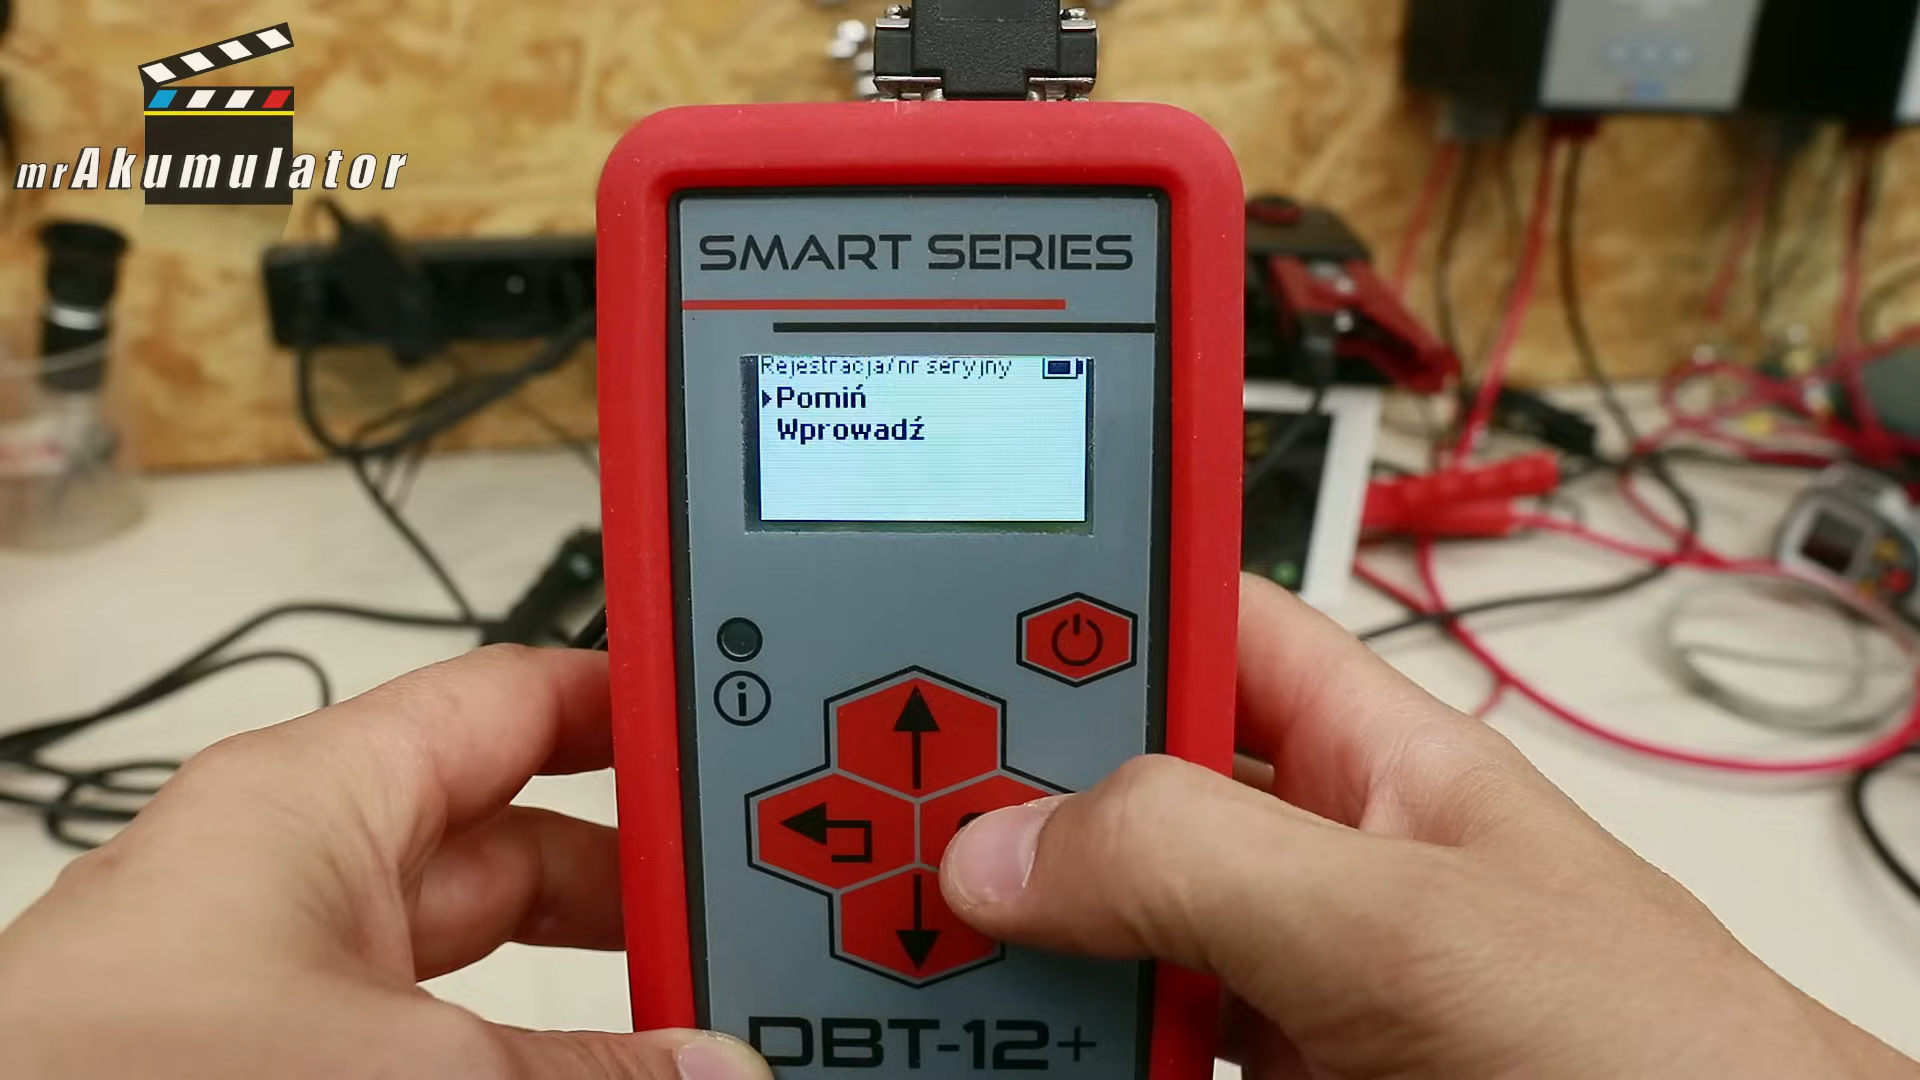 mrAkumulator
SMART SERIES
Rejestracja/nr seryjny
Pomiń
Wprowadź
DBT-12+